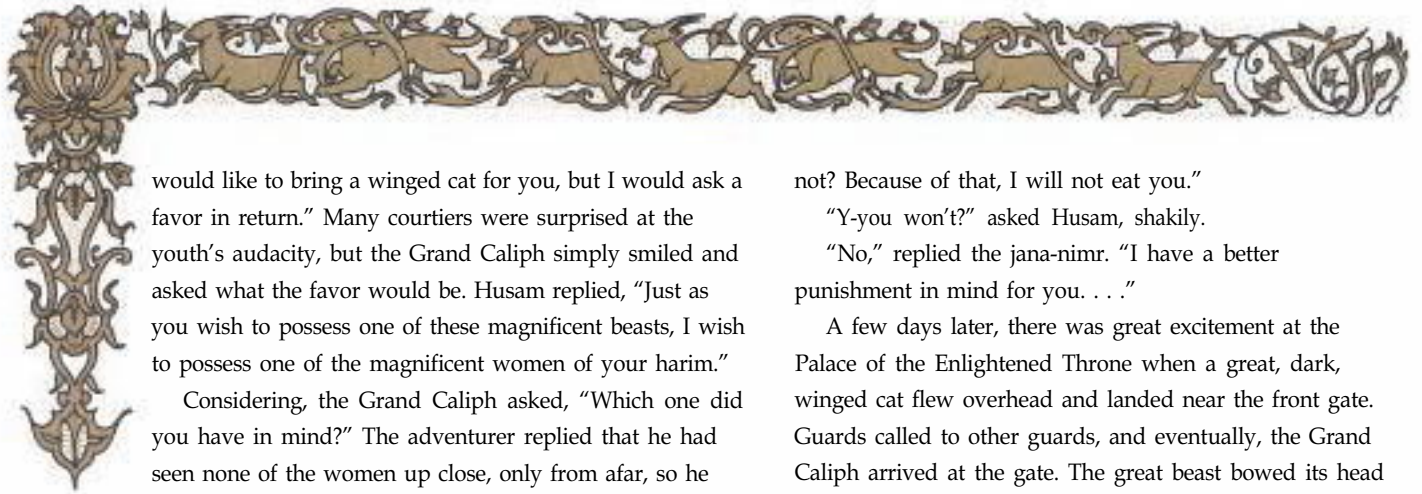 would like to bring a winged cat for you, but I would ask a
favor in return.” Many courtiers were surprised at the
youth’s audacity, but the Grand Caliph simply smiled and
asked what the favor would be. Husam replied, “Just as
you wish to possess one of these magnificent beasts, I wish
to possess one of the magnificent women of your harim.”
Considering, the Grand Caliph asked, “Which one did
you have in mind?” The adventurer replied that he had
seen none of the women up close, only from afar, so he
not? Because of that, I will not eat you.”
“Y-you won’t?” asked Husam, shakily.
“No,” replied the jana-nimr. “I have a better
punishment in mind for you. . . .”
A few days later, there was great excitement at the
Palace of the Enlightened Throne when a great, dark,
winged cat flew overhead and landed near the front gate.
Guards called to other guards, and eventually, the Grand
Caliph arrived at the gate. The great beast bowed its head